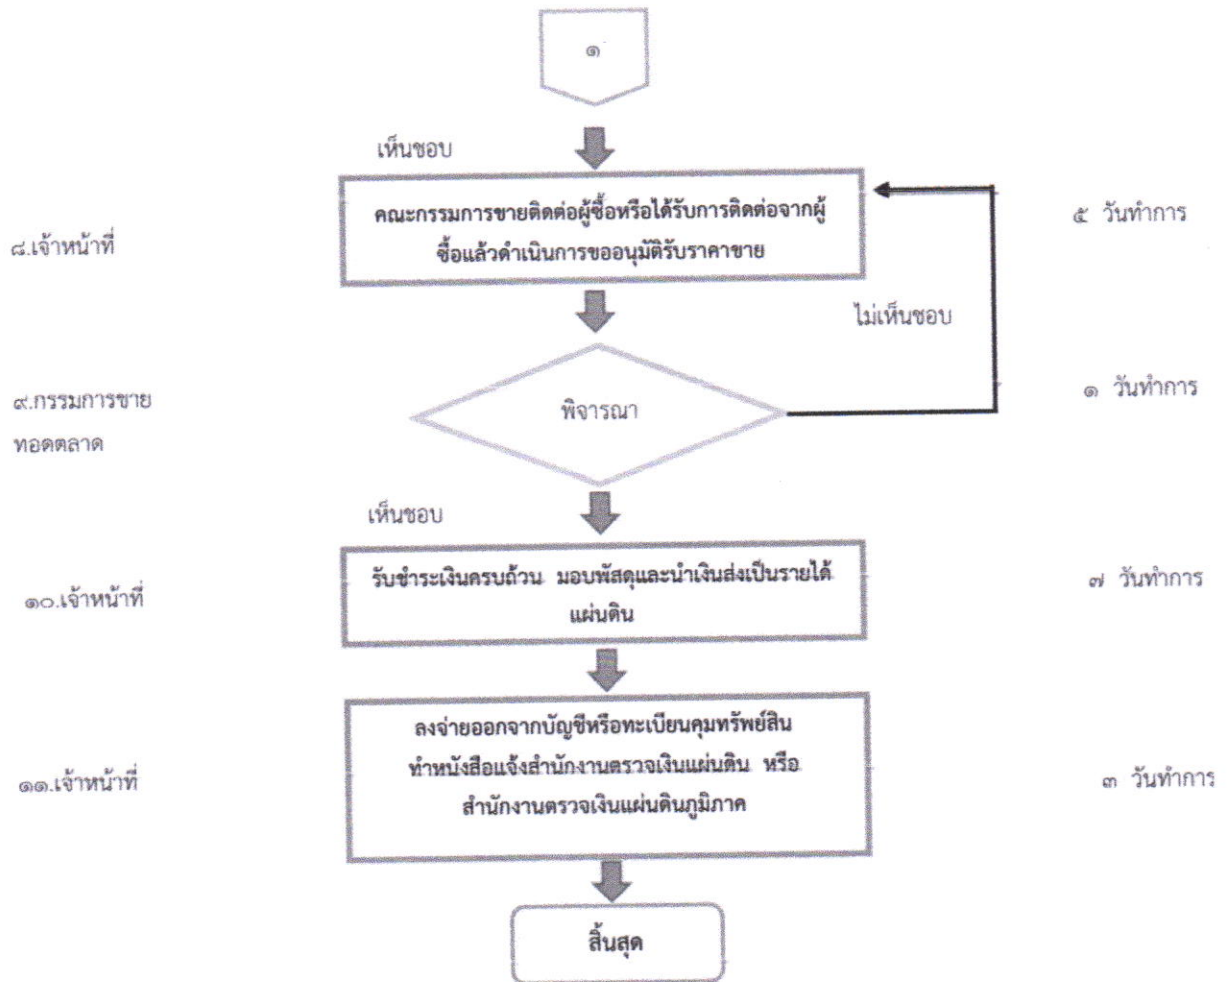 ๑
เห็นชอบ
๘.เจ้าหน้าที่
คณะกรรมการขายติดต่อผู้ซื้อหรือได้รับการติดต่อจากผู้
ซื้อแล้วดำเนินการขออนุมัติรับราคาขาย
๕ วันทำการ
ไม่เห็นชอบ
๙.กรรมการขาย
ทอดตลาด
พิจารณา
๑ วันทำการ
เห็นชอบ
๑๐.เจ้าหน้าที่
รับชำระเงินครบถ้วน มอบพัสดุและนำเงินส่งเป็นรายได้
แผ่นดิน
๗ วันทำการ
๑๑.เจ้าหน้าที่
ลงจ่ายออกจากบัญชีหรือทะเบียนคุมทรัพย์สิน
ทำหนังสือแจ้งสำนักงานตรวจเงินแผ่นดิน หรือ
สำนักงานตรวจเงินแผ่นดินภูมิภาค
๓ วันทำการ
สิ้นสุด